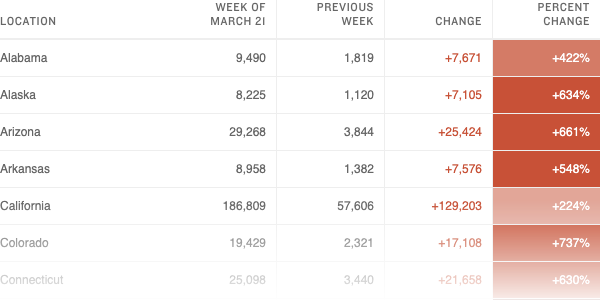 LOCATION WEEK OF MARCH 21 PREVIOUS WEEK CHANGE PERCENT CHANGE
Alabama 9,490 1,819 +7,671 +422%
Alaska 8,225 1,120 +7,105 +634%
Arizona 29,268 3,844 +25,424 +661%
Arkansas 8,958 1,382 +7,576 +548%
California 186,809 57,606 +129,203 +224%
Colorado 19,429 2,321 +17,108 +737%
Connecticut 25,098 3,440 +21,658 +630%